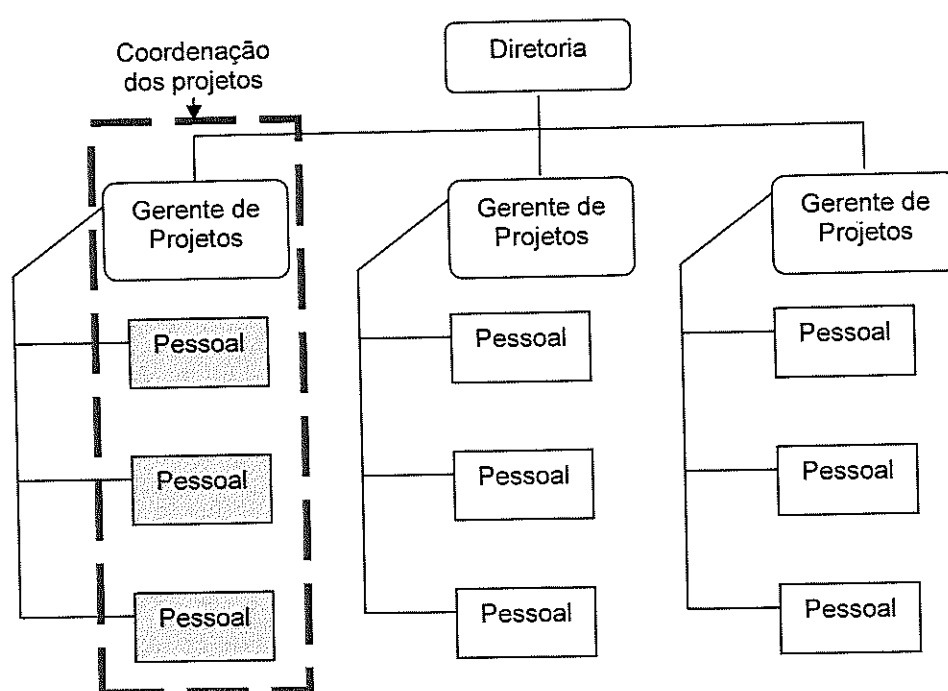 Coordenação
dos projetos
Diretoria
Gerente de
Projetos
Gerente de
Projetos
Gerente de
Projetos
Pessoal
Pessoal
Pessoal
Pessoal
Pessoal
Pessoal
Pessoal
Pessoal
Pessoal